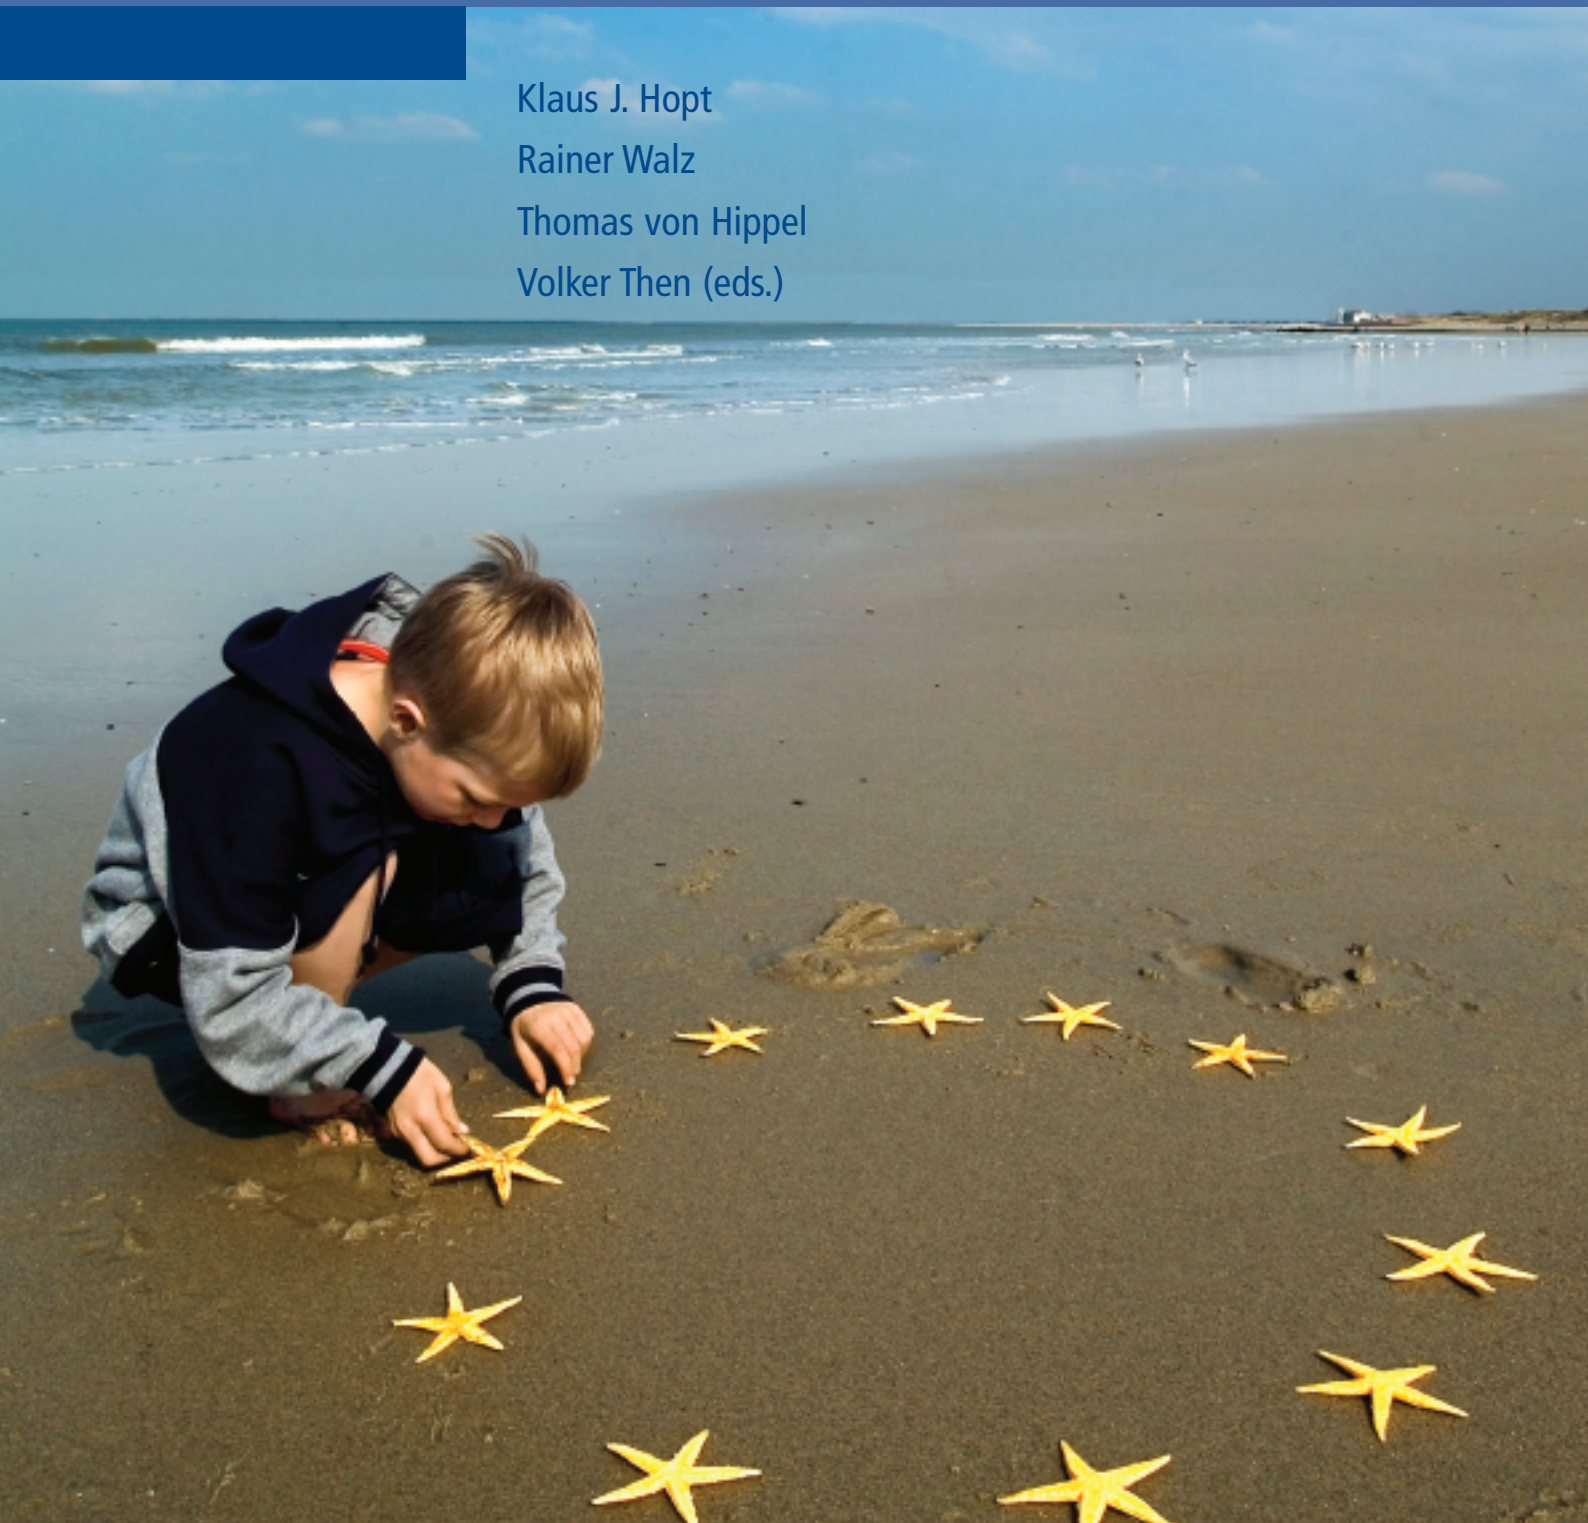 Klaus J. Hopt
Rainer Walz
Thomas von Hippel
Volker Then (eds.)